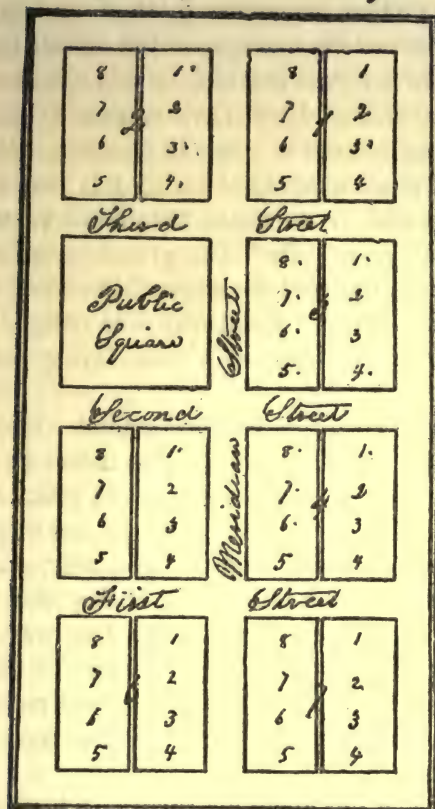 8 1. 8 1
7 2 7 2
6 3. 6 3.
5 4. 5 4
Third Street
Public
Square
Street
8. 1.
7. 2
6. 3
5. 4.
Second Street
8 1. 8. 1.
7 2 7. 2
6 3 6. 3
5 4 5 4
Meridian
First Street
8 1 8 1
7 2 7 2
6 3 6 3
5 4 5 4